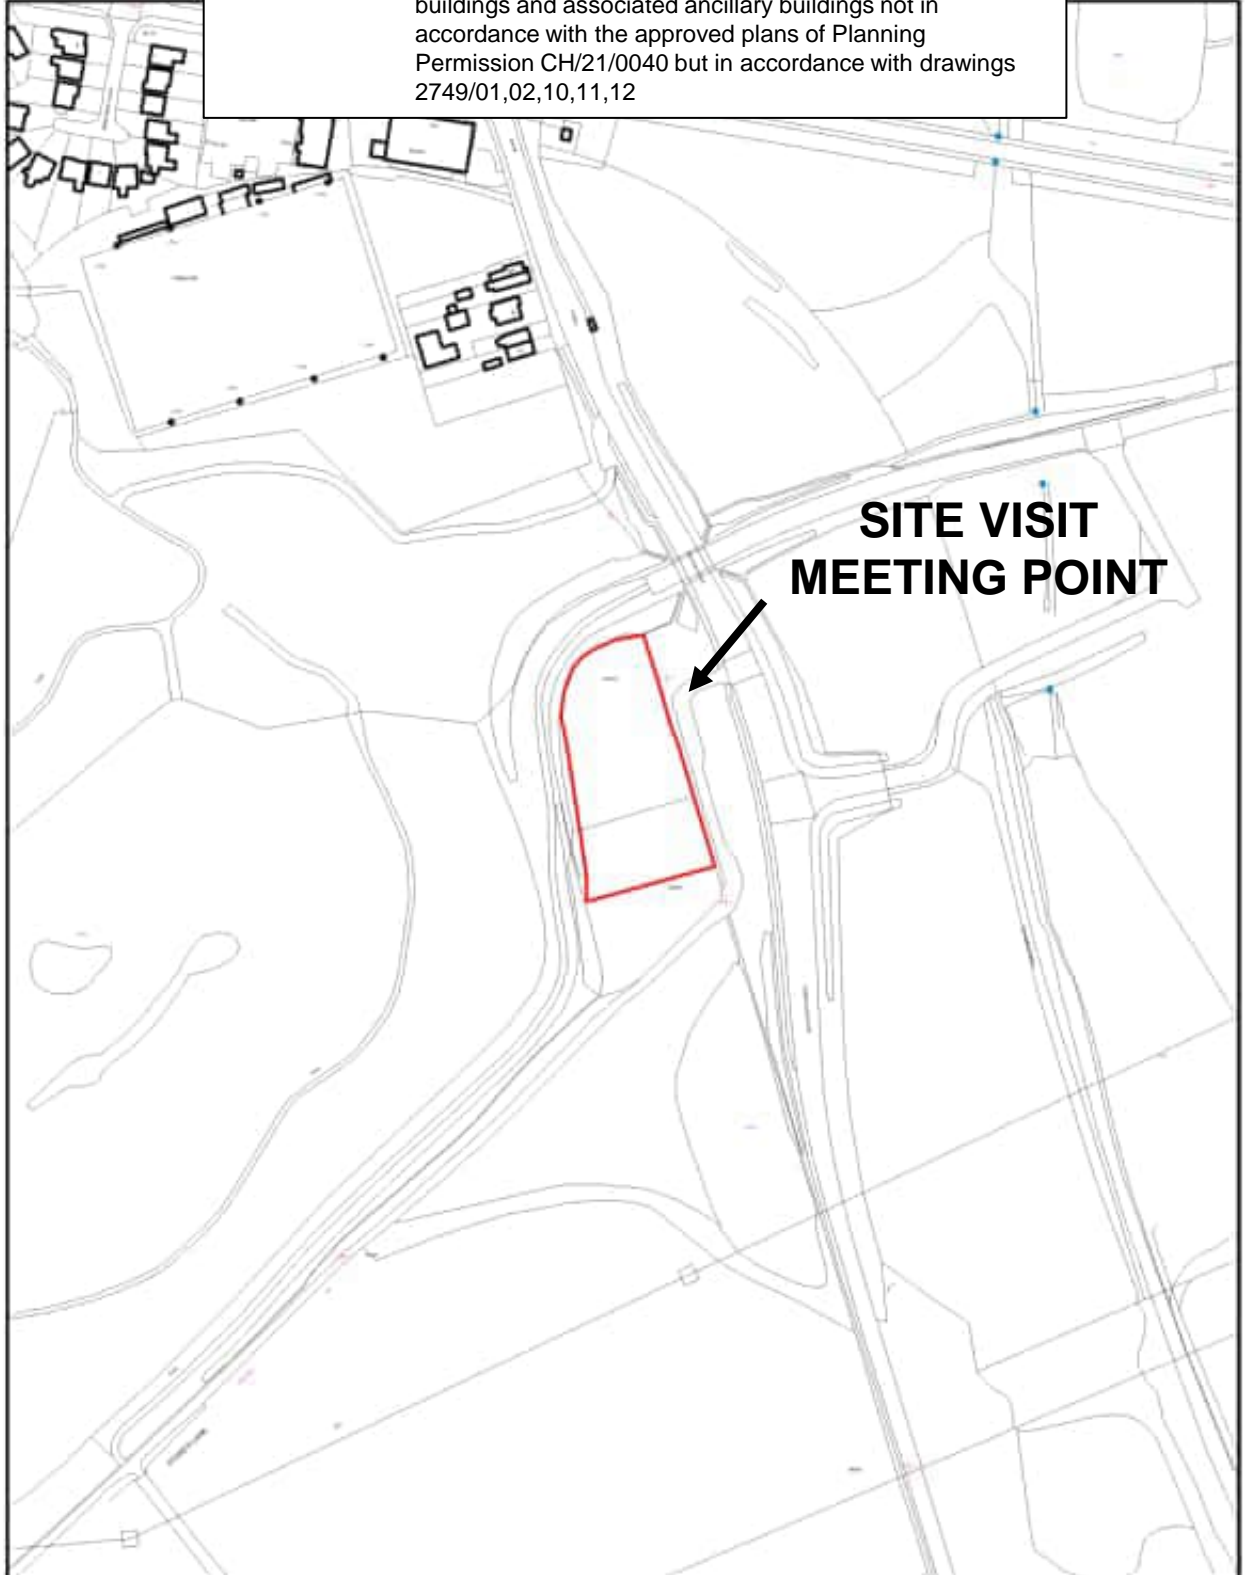 buildings and associated ancillary buildings not in
accordance with the approved plans of Planning
Permission CH/21/0040 but in accordance with drawings
2749/01,02,10,11,12
SITE VISIT
MEETING POINT